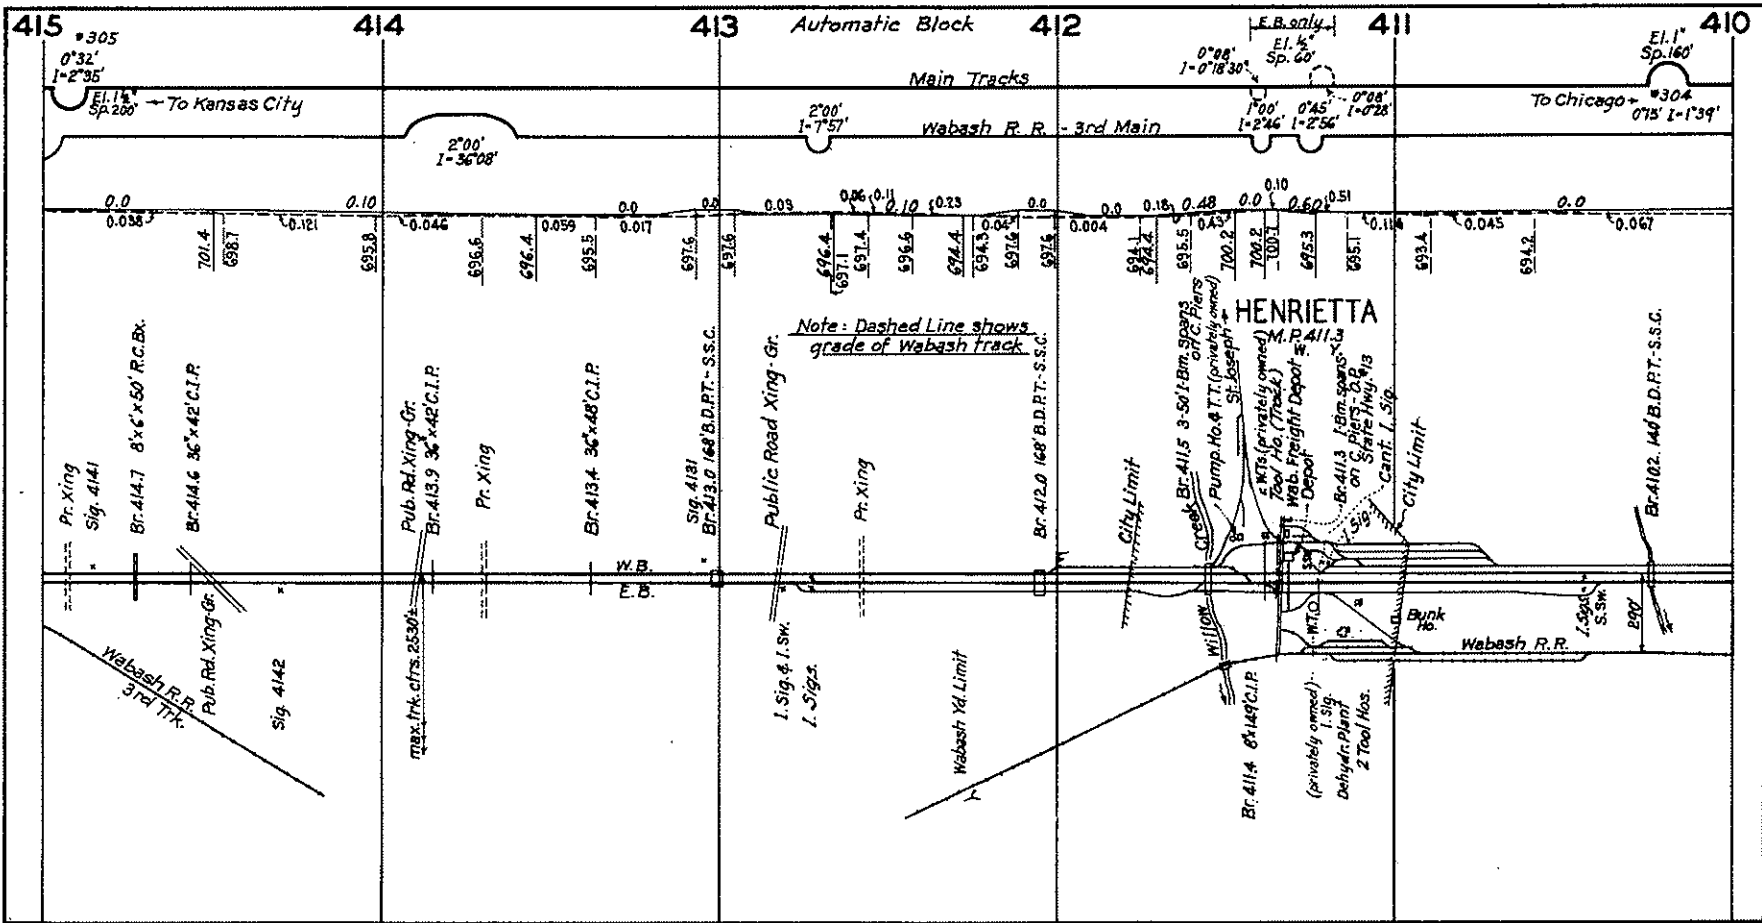 415
414
413
Automatic Block
412
E.B. only
411
410
#305
0°32'
I=2°35'
El. 1½"
Sp. 200'
← To Kansas City
Main Tracks
0°08'
I=0°18'30"
El. ½"
Sp. 60'
0°08'
I=0°28'
El. 1"
Sp. 160'
To Chicago →
#304
0°13' I=1°39'
2°00'
I=36°08'
2°00'
I=7°57'
Wabash R.R. - 3rd Main
1°00'
I=2°46'
0°45'
I=2°56'
0.0
0.10
0.0
0.0
0.03
0.06
0.11
0.10
0.23
0.0
0.0
0.18
0.48
0.0
0.10
0.60
0.51
0.0
0.038
0.121
0.046
0.059
0.017
0.04
0.004
0.43
0.114
0.045
0.067
701.4
698.7
695.8
696.6
696.4
695.5
697.6
697.6
696.4
697.1
697.4
696.6
694.4
694.3
697.6
697.6
694.1
694.4
695.5
700.2
700.2
700.7
695.3
695.1
693.4
694.2
Note: Dashed Line shows
grade of Wabash track
HENRIETTA
M.P. 411.3
W. Y.
Pr. Xing
Sig. 4141
Br. 414.7 8'x6'x50' R.C. Bx.
Br. 414.6 36"x42' C.I.P.
Pub. Rd. Xing-Gr.
Br. 413.9 36"x42' C.I.P.
Pr. Xing
Br. 413.4 36"x48' C.I.P.
Sig. 4131
Br. 413.0 168' B.D.P.T.-S.S.C.
Public Road Xing-Gr.
Pr. Xing
Br. 412.0 168' B.D.P.T.-S.S.C.
City Limit
Creek
Br. 411.5 3-50' I-Bm. Spans
on C. Piers
Pump. Ho. & T.T. (privately owned)
St. Joseph →
W.Ts. (privately owned)
Tool Ho. (Track)
Wab. Freight Depot
Depot
Br. 411.3 I-Bm. spans
on C. Piers - O.P.
State Hwy. #13
Cant. I. Sig.
I. Sig.
City Limit
Br. 410.2 140' B.D.P.T.-S.S.C.
W.B.
E.B.
Pub. Rd. Xing-Gr.
Sig. 4142
Wabash R.R.
3rd Trk.
max. trk. ctrs. 2530'±
I. Sig. & I. Sw.
I. Sigs.
Wabash Yd. Limit
Willow
Br. 411.4 8"x149' C.I.P.
W.T.
(privately owned)
I. Sig.
Dehydr. Plant
2 Tool Hos.
Bunk
Ho.
Wabash R.R.
I. Sigs.
S. Sw.
290'